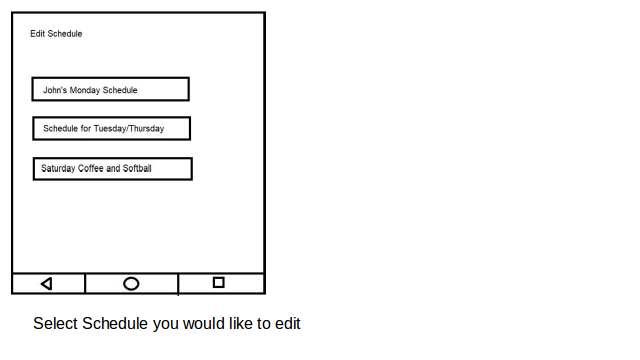 Edit Schedule
John's Monday Schedule
Schedule for Tuesday/Thursday
Saturday Coffee and Softball
Select Schedule you would like to edit